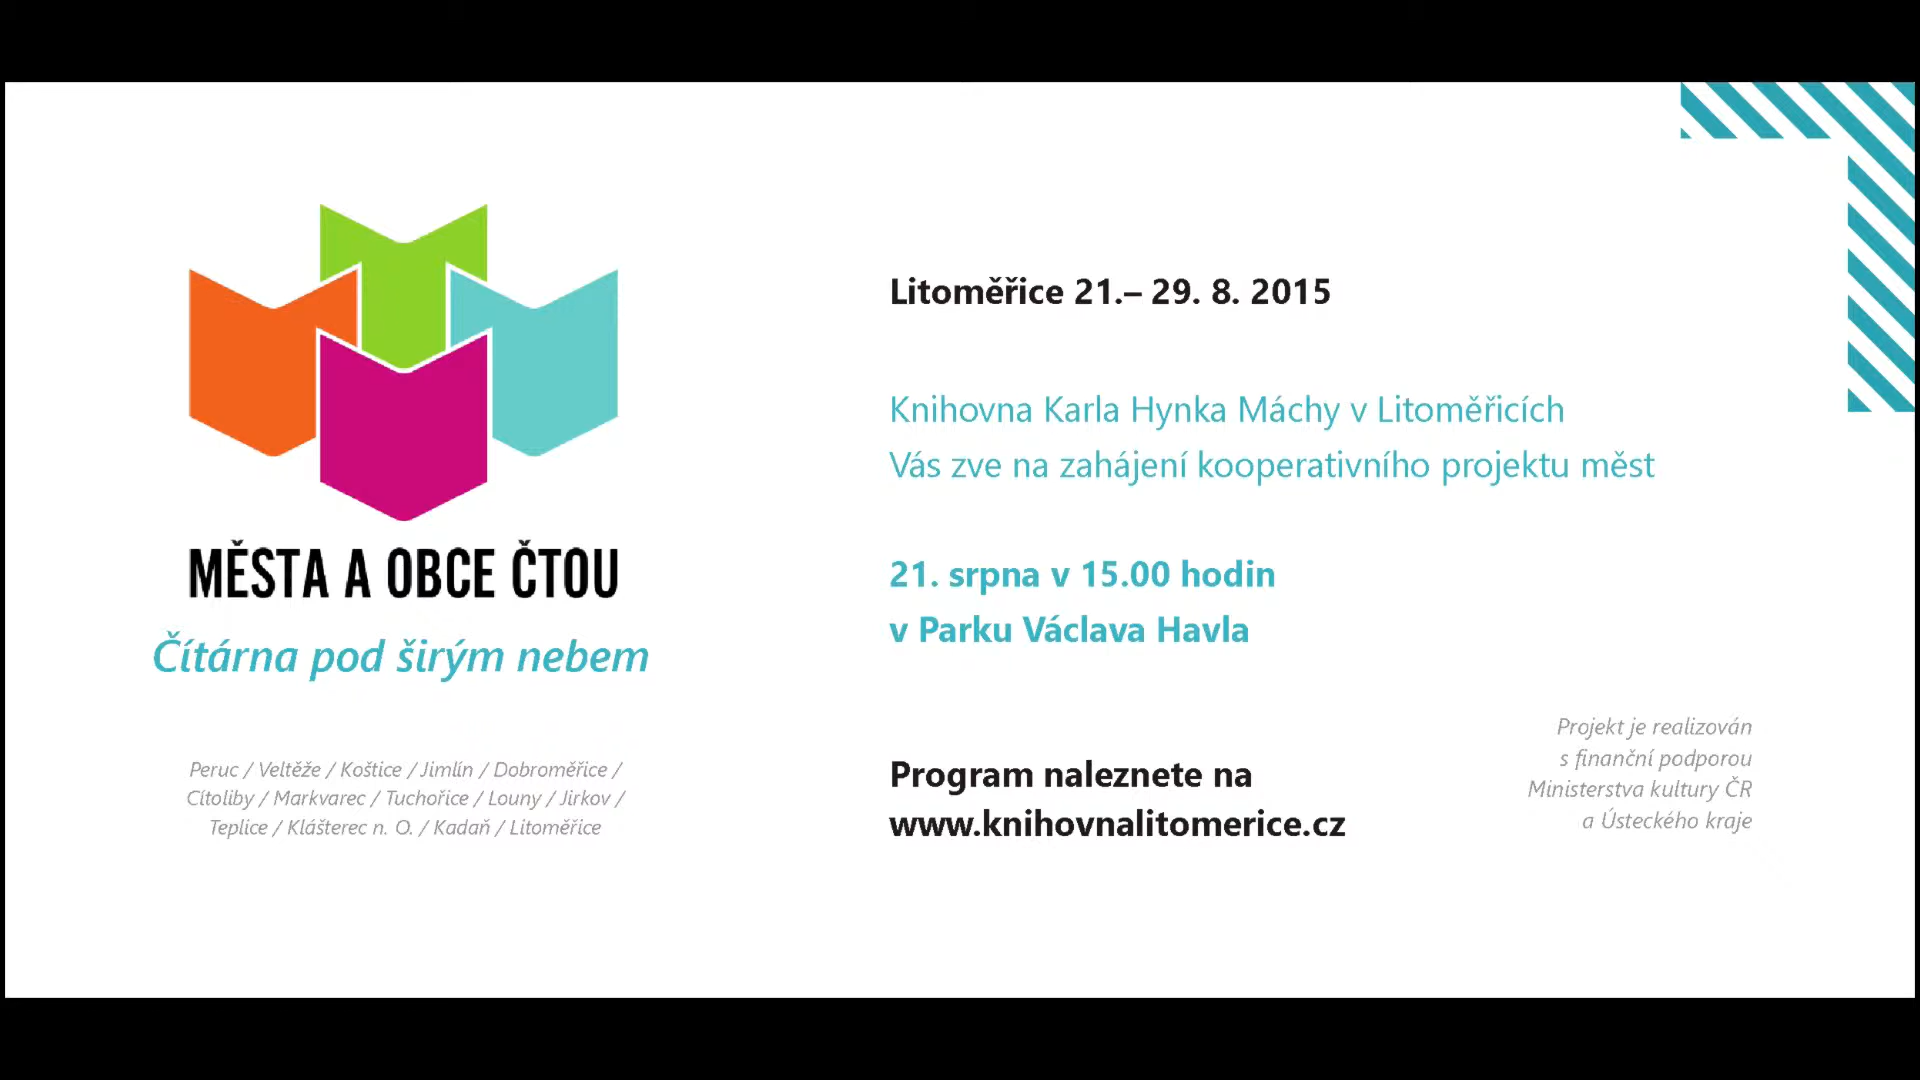 MĚSTA A OBCE ČTOU
Čítárna pod širým nebem
Peruc / Veltěže / Koštice / Jimlín / Dobroměřice /
Cítoliby / Markvarec / Tuchořice / Louny / Jirkov /
Teplice / Klášterec n. O. / Kadaň / Litoměřice
Litoměřice 21.– 29. 8. 2015
Knihovna Karla Hynka Máchy v Litoměřicích
Vás zve na zahájení kooperativního projektu měst
21. srpna v 15.00 hodin
v Parku Václava Havla
Program naleznete na
www.knihovnalitomerice.cz
Projekt je realizován
s finanční podporou
Ministerstva kultury ČR
a Ústeckého kraje